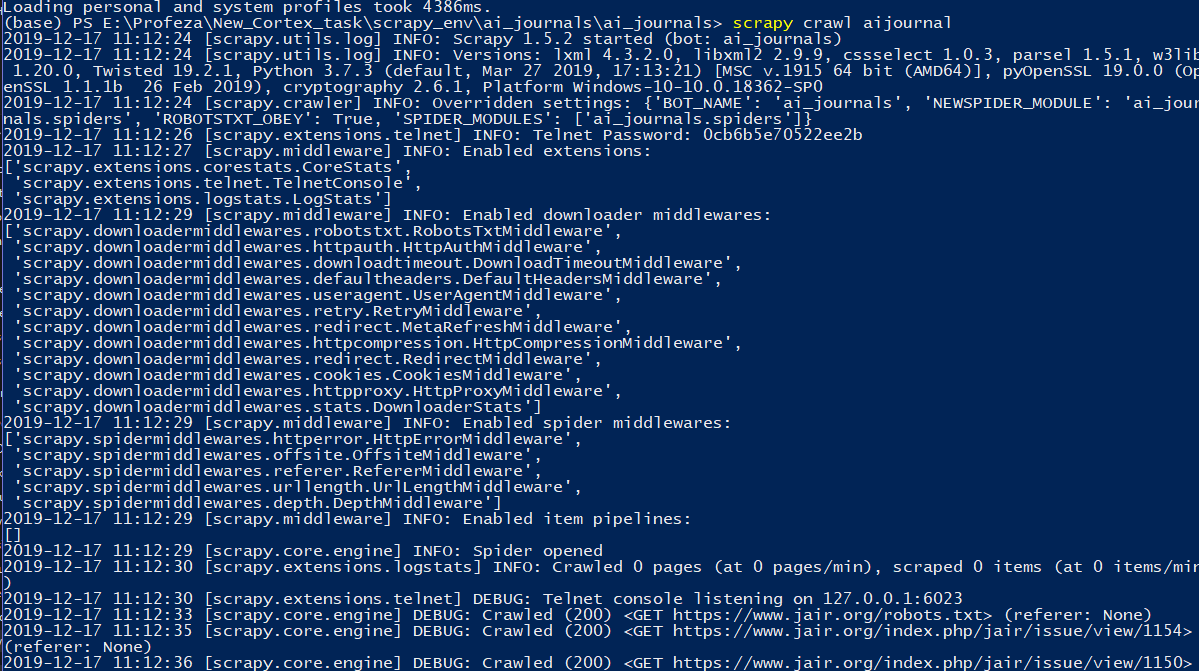 Loading personal and system profiles took 4386ms.
(base) PS E:\Profeza\New_Cortex_task\scrapy_env\ai_journals\ai_journals> scrapy crawl aijournal
2019-12-17 11:12:24 [scrapy.utils.log] INFO: Scrapy 1.5.2 started (bot: ai_journals)
2019-12-17 11:12:24 [scrapy.utils.log] INFO: Versions: lxml 4.3.2.0, libxml2 2.9.9, cssselect 1.0.3, parsel 1.5.1, w3lib
 1.20.0, Twisted 19.2.1, Python 3.7.3 (default, Mar 27 2019, 17:13:21) [MSC v.1915 64 bit (AMD64)], pyOpenSSL 19.0.0 (Op
enSSL 1.1.1b  26 Feb 2019), cryptography 2.6.1, Platform Windows-10-10.0.18362-SP0
2019-12-17 11:12:24 [scrapy.crawler] INFO: Overridden settings: {'BOT_NAME': 'ai_journals', 'NEWSPIDER_MODULE': 'ai_jour
nals.spiders', 'ROBOTSTXT_OBEY': True, 'SPIDER_MODULES': ['ai_journals.spiders']}
2019-12-17 11:12:26 [scrapy.extensions.telnet] INFO: Telnet Password: 0cb6b5e70522ee2b
2019-12-17 11:12:27 [scrapy.middleware] INFO: Enabled extensions:
['scrapy.extensions.corestats.CoreStats',
 'scrapy.extensions.telnet.TelnetConsole',
 'scrapy.extensions.logstats.LogStats']
2019-12-17 11:12:29 [scrapy.middleware] INFO: Enabled downloader middlewares:
['scrapy.downloadermiddlewares.robotstxt.RobotsTxtMiddleware',
 'scrapy.downloadermiddlewares.httpauth.HttpAuthMiddleware',
 'scrapy.downloadermiddlewares.downloadtimeout.DownloadTimeoutMiddleware',
 'scrapy.downloadermiddlewares.defaultheaders.DefaultHeadersMiddleware',
 'scrapy.downloadermiddlewares.useragent.UserAgentMiddleware',
 'scrapy.downloadermiddlewares.retry.RetryMiddleware',
 'scrapy.downloadermiddlewares.redirect.MetaRefreshMiddleware',
 'scrapy.downloadermiddlewares.httpcompression.HttpCompressionMiddleware',
 'scrapy.downloadermiddlewares.redirect.RedirectMiddleware',
 'scrapy.downloadermiddlewares.cookies.CookiesMiddleware',
 'scrapy.downloadermiddlewares.httpproxy.HttpProxyMiddleware',
 'scrapy.downloadermiddlewares.stats.DownloaderStats']
2019-12-17 11:12:29 [scrapy.middleware] INFO: Enabled spider middlewares:
['scrapy.spidermiddlewares.httperror.HttpErrorMiddleware',
 'scrapy.spidermiddlewares.offsite.OffsiteMiddleware',
 'scrapy.spidermiddlewares.referer.RefererMiddleware',
 'scrapy.spidermiddlewares.urllength.UrlLengthMiddleware',
 'scrapy.spidermiddlewares.depth.DepthMiddleware']
2019-12-17 11:12:29 [scrapy.middleware] INFO: Enabled item pipelines:
[]
2019-12-17 11:12:29 [scrapy.core.engine] INFO: Spider opened
2019-12-17 11:12:30 [scrapy.extensions.logstats] INFO: Crawled 0 pages (at 0 pages/min), scraped 0 items (at 0 items/min
)
2019-12-17 11:12:30 [scrapy.extensions.telnet] DEBUG: Telnet console listening on 127.0.0.1:6023
2019-12-17 11:12:33 [scrapy.core.engine] DEBUG: Crawled (200) <GET https://www.jair.org/robots.txt> (referer: None)
2019-12-17 11:12:35 [scrapy.core.engine] DEBUG: Crawled (200) <GET https://www.jair.org/index.php/jair/issue/view/1154>
(referer: None)
2019-12-17 11:12:36 [scrapy.core.engine] DEBUG: Crawled (200) <GET https://www.jair.org/index.php/jair/issue/view/1150>